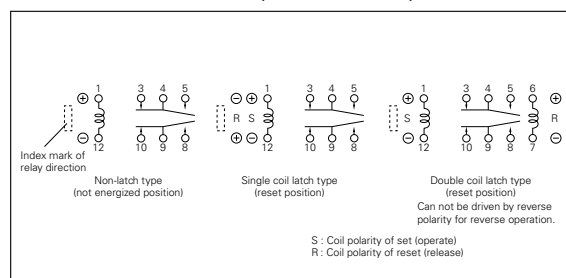 1 3 4 5
12 10 9 8
Index mark of
relay direction
Non-latch type
(not energized position)
R S
1 3 4 5
12 10 9 8
Single coil latch type
(reset position)
S
1 3 4 5 6
12 10 9 8 7
R
Double coil latch type
(reset position)
Can not be driven by reverse
polarity for reverse operation.
S : Coil polarity of set (operate)
R : Coil polarity of reset (release)